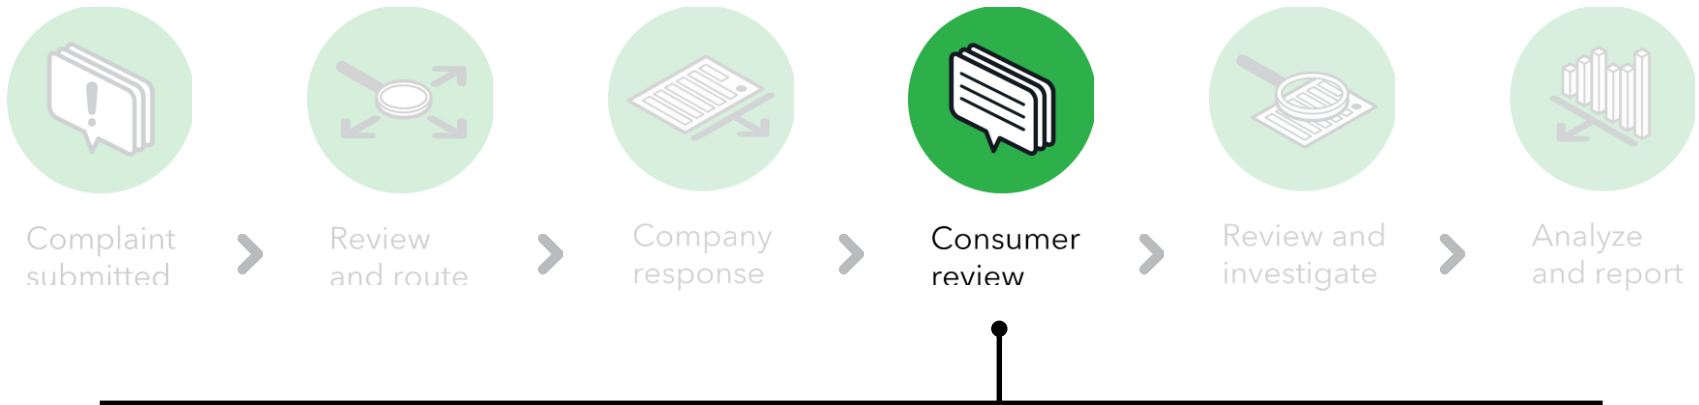 Complaint
submitted
Review
and route
Company
response
Consumer
review
Review and
investigate
Analyze
and report